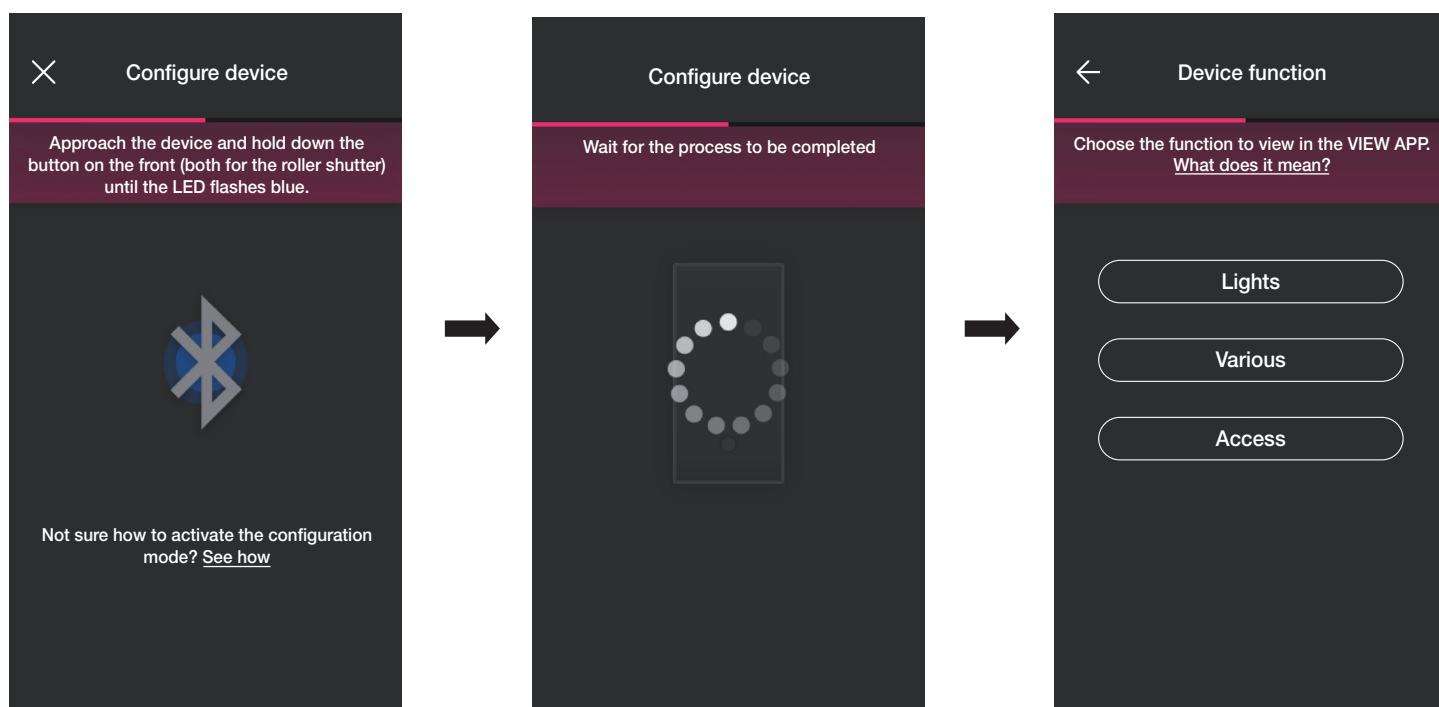 Configure device
Approach the device and hold down the
button on the front (both for the roller shutter)
until the LED flashes blue.
Not sure how to activate the configuration
mode? See how
Configure device
Wait for the process to be completed
Device function
Choose the function to view in the VIEW APP.
What does it mean?
Lights
Various
Access